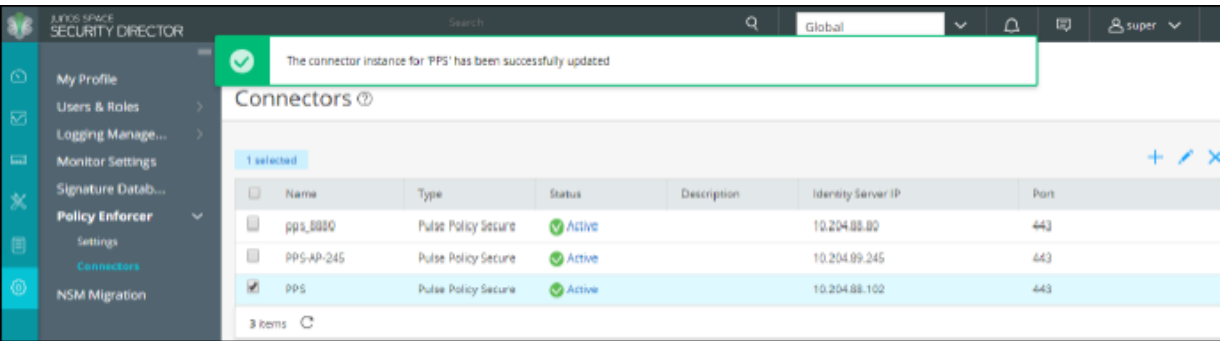 JUNOS SPACE
SECURITY DIRECTOR
Search
Global
super
The connector instance for 'PPS' has been successfully updated
My Profile
Users & Roles
Logging Manage...
Monitor Settings
Signature Datab...
Policy Enforcer
Settings
Connectors
NSM Migration
Connectors
1 selected
Name Type Status Description Identity Server IP Port
pps_8880 Pulse Policy Secure Active 10.204.88.80 443
PPS-AP-245 Pulse Policy Secure Active 10.204.89.245 443
PPS Pulse Policy Secure Active 10.204.88.102 443
3 items